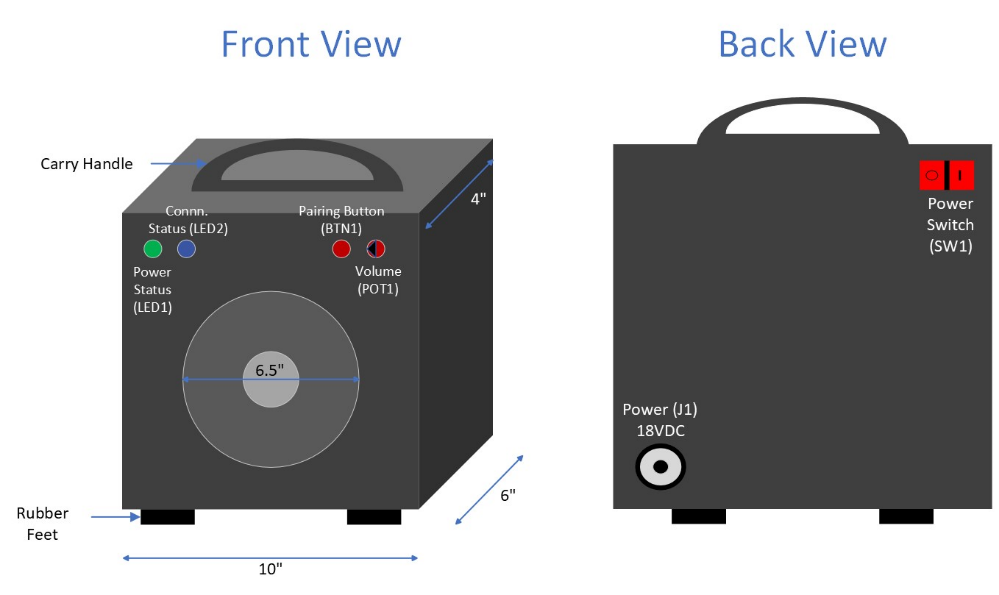 Front View
Back View
Carry Handle
4"
Connn.
Status (LED2)
Pairing Button
(BTN1)
Power
Status
(LED1)
Volume
(POT1)
6.5"
Rubber
Feet
6"
10"
O I
Power
Switch
(SW1)
Power (J1)
18VDC